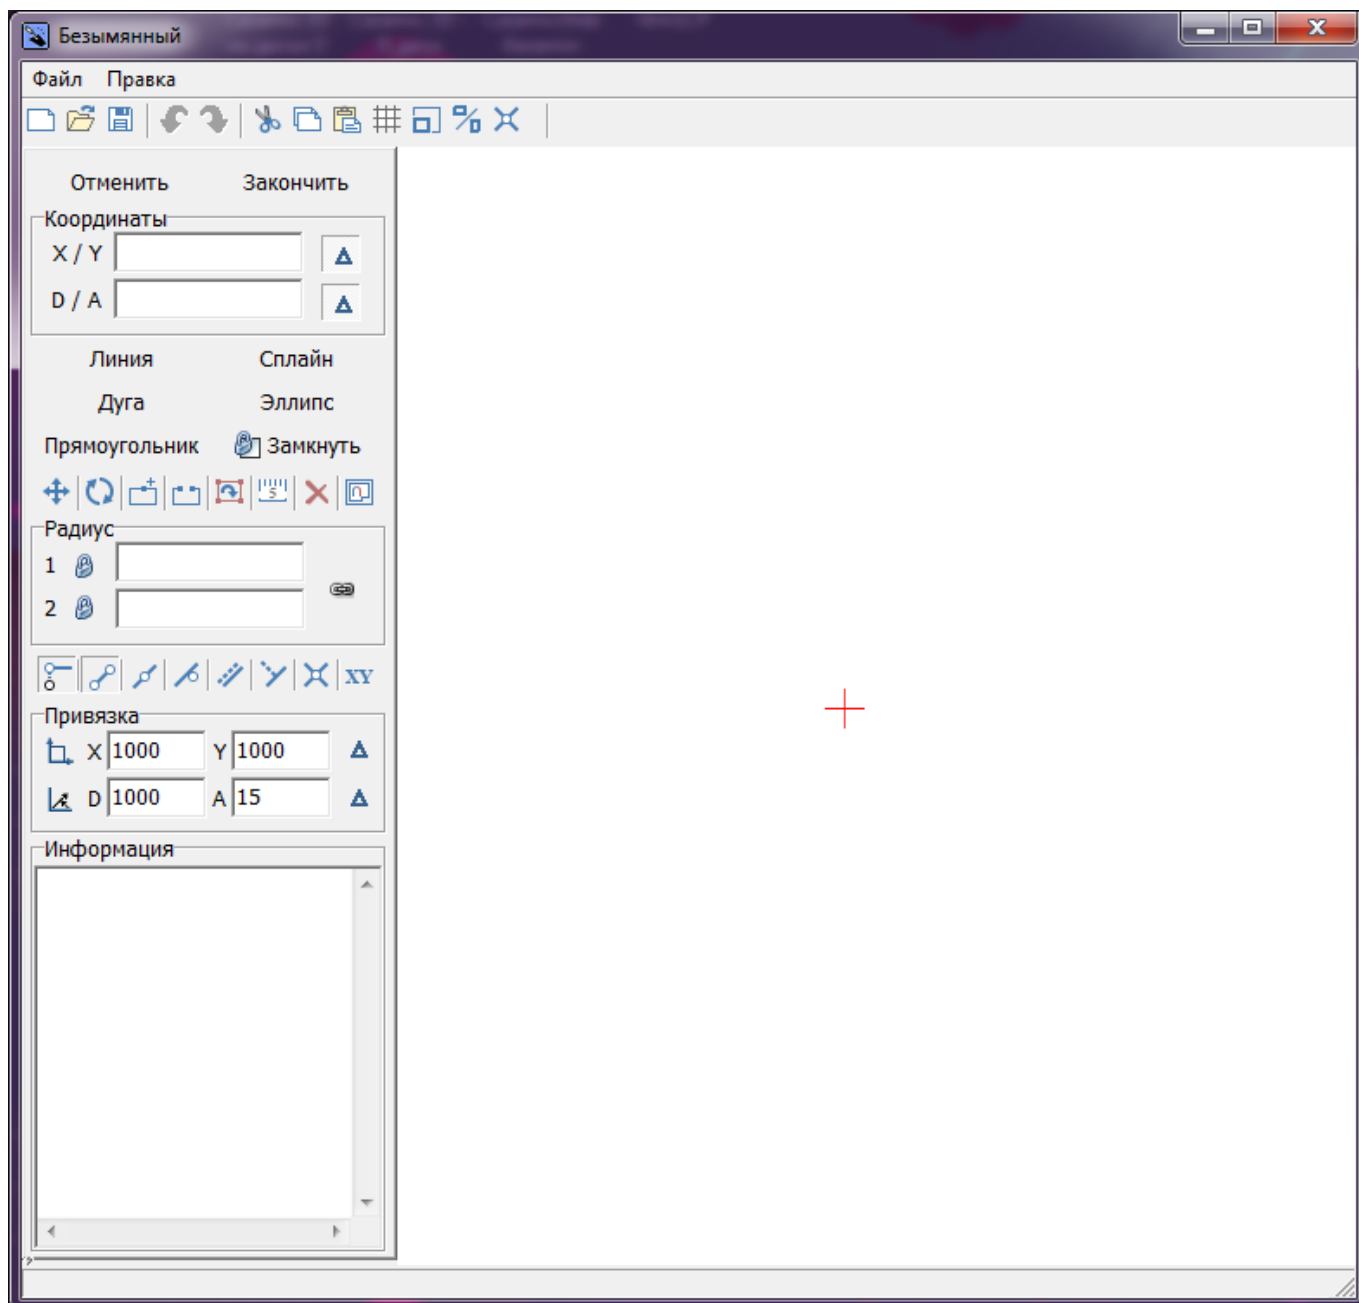 Безымянный
Файл Правка
Отменить Закончить
Координаты
X / Y
D / A
Линия Сплайн
Дуга Эллипс
Прямоугольник Замкнуть
5
Радиус
1
2
XY
Привязка
X 1000 Y 1000
D 1000 A 15
Информация